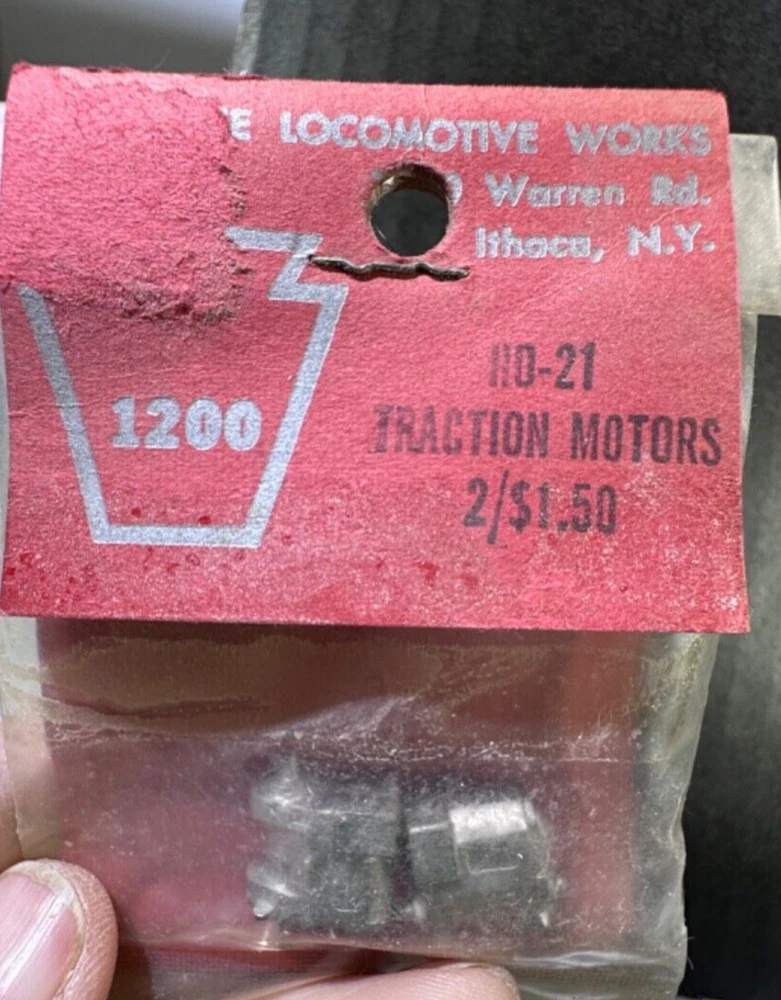 E LOCOMOTIVE WORKS
Warren Rd.
Ithaca, N.Y.
HO-21
TRACTION MOTORS
2/$1.50
1200